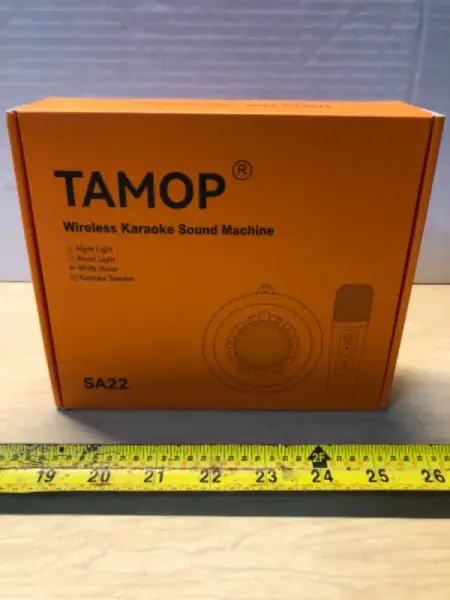 TAMOP®
Wireless Karaoke Sound Machine
Night Light
Mood Light
White Noise
Karaoke Speaker
SA22
2F
19 20 21 22 23 24 25 26